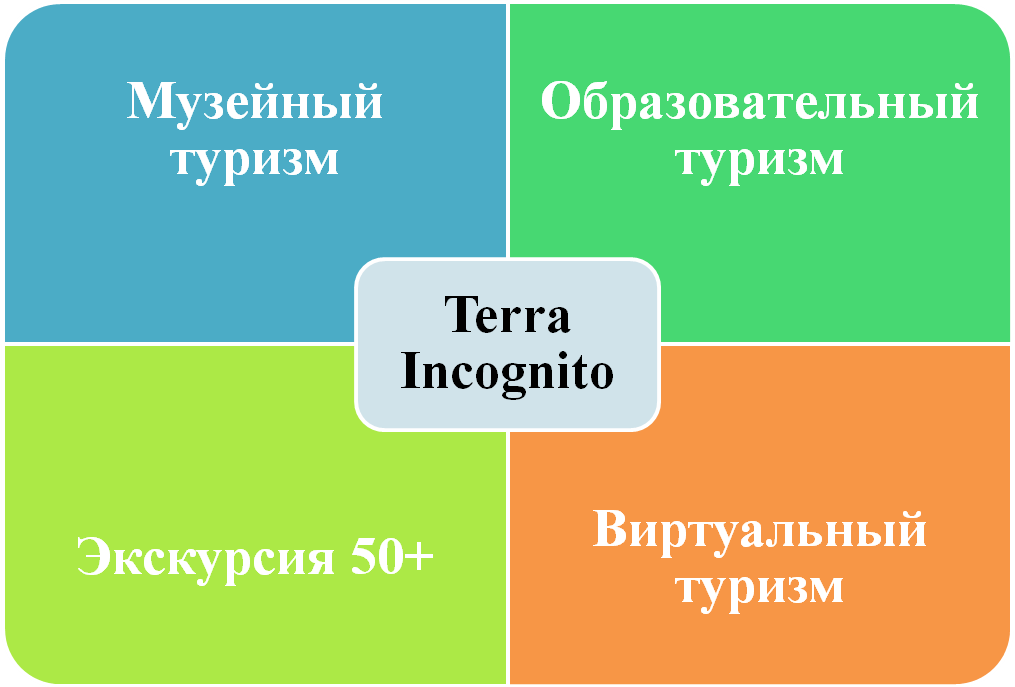 Музейный
туризм
Образовательный
туризм
Terra
Incognito
Экскурсия 50+
Виртуальный
туризм